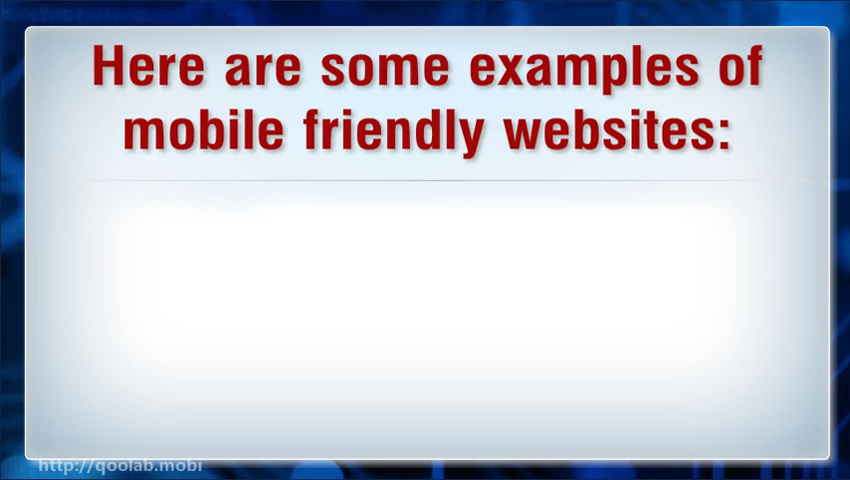 Here are some examples of
mobile friendly websites:
http://qoolab.mobi